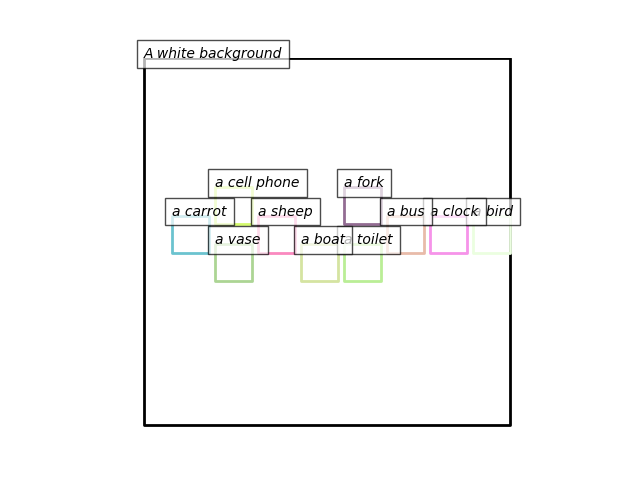 A white background
a cell phone
a fork
a carrot
a sheep
a bus
a clock
bird
a vase
a boat
toilet